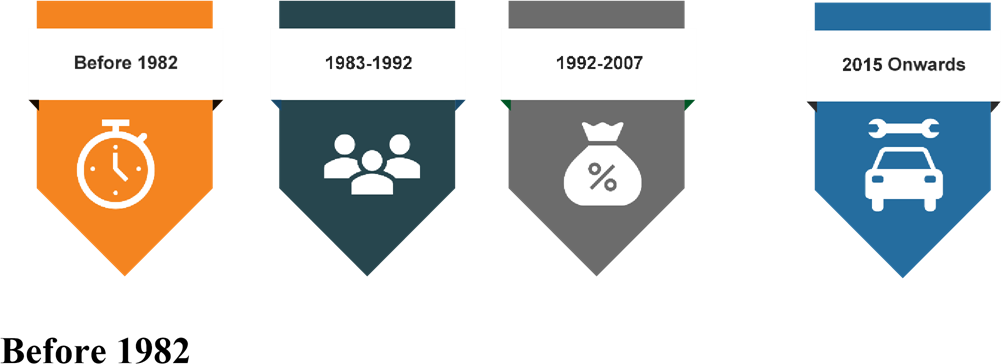 Before 1982
1983-1992
1992-2007
2015 Onwards
%
Before 1982